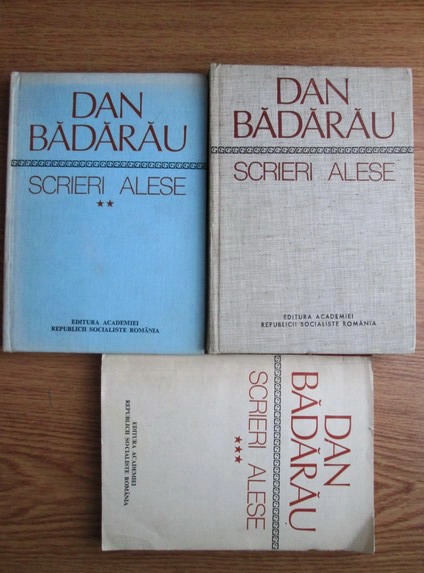 DAN
BĂDĂRĂU
SCRIERI ALESE
★★
EDITURA ACADEMIEI
REPUBLICII SOCIALISTE ROMÂNIA
DAN
BĂDĂRĂU
SCRIERI ALESE
EDITURA ACADEMIEI
REPUBLICII SOCIALISTE ROMÂNIA
DAN
BĂDĂRĂU
SCRIERI ALESE
★★★
EDITURA ACADEMIEI
REPUBLICII SOCIALISTE ROMÂNIA